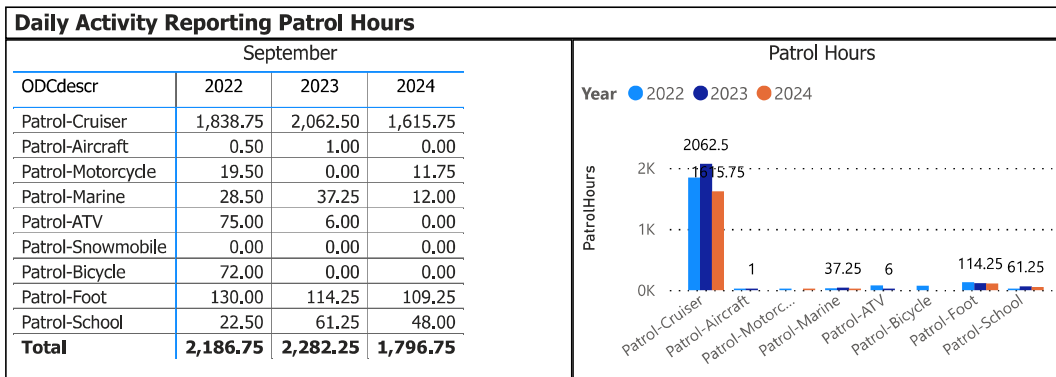 Daily Activity Reporting Patrol Hours
September
ODCdescr 2022 2023 2024
Patrol-Cruiser 1,838.75 2,062.50 1,615.75
Patrol-Aircraft 0.50 1.00 0.00
Patrol-Motorcycle 19.50 0.00 11.75
Patrol-Marine 28.50 37.25 12.00
Patrol-ATV 75.00 6.00 0.00
Patrol-Snowmobile 0.00 0.00 0.00
Patrol-Bicycle 72.00 0.00 0.00
Patrol-Foot 130.00 114.25 109.25
Patrol-School 22.50 61.25 48.00
Total 2,186.75 2,282.25 1,796.75
Patrol Hours
Year 2022 2023 2024
PatrolHours
2K
1K
0K
2062.5
1615.75
1
37.25
6
114.25
61.25
Patrol-Cruiser
Patrol-Aircraft
Patrol-Motorc...
Patrol-Marine
Patrol-ATV
Patrol-Bicycle
Patrol-Foot
Patrol-School